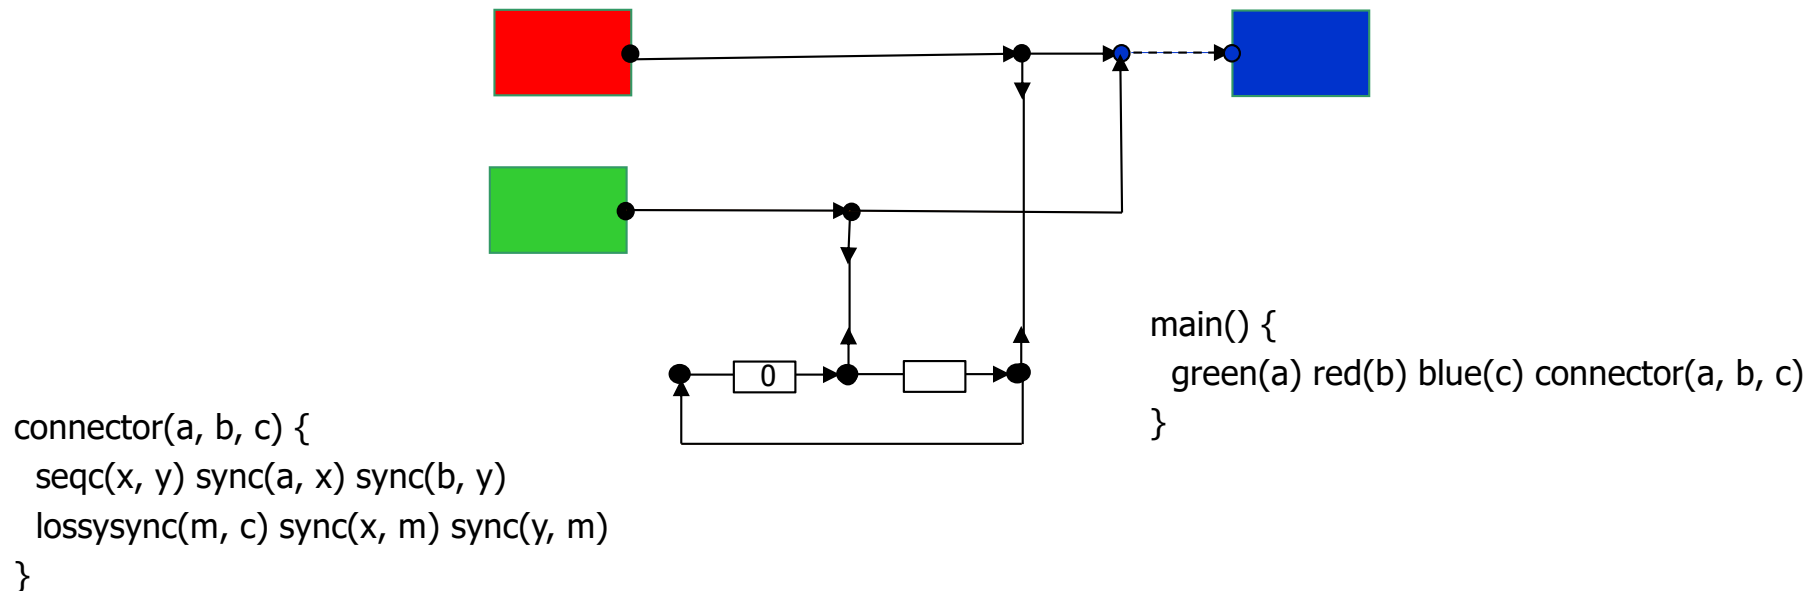 0
main() {
green(a) red(b) blue(c) connector(a, b, c)
}
connector(a, b, c) {
seqc(x, y) sync(a, x) sync(b, y)
lossysync(m, c) sync(x, m) sync(y, m)
}